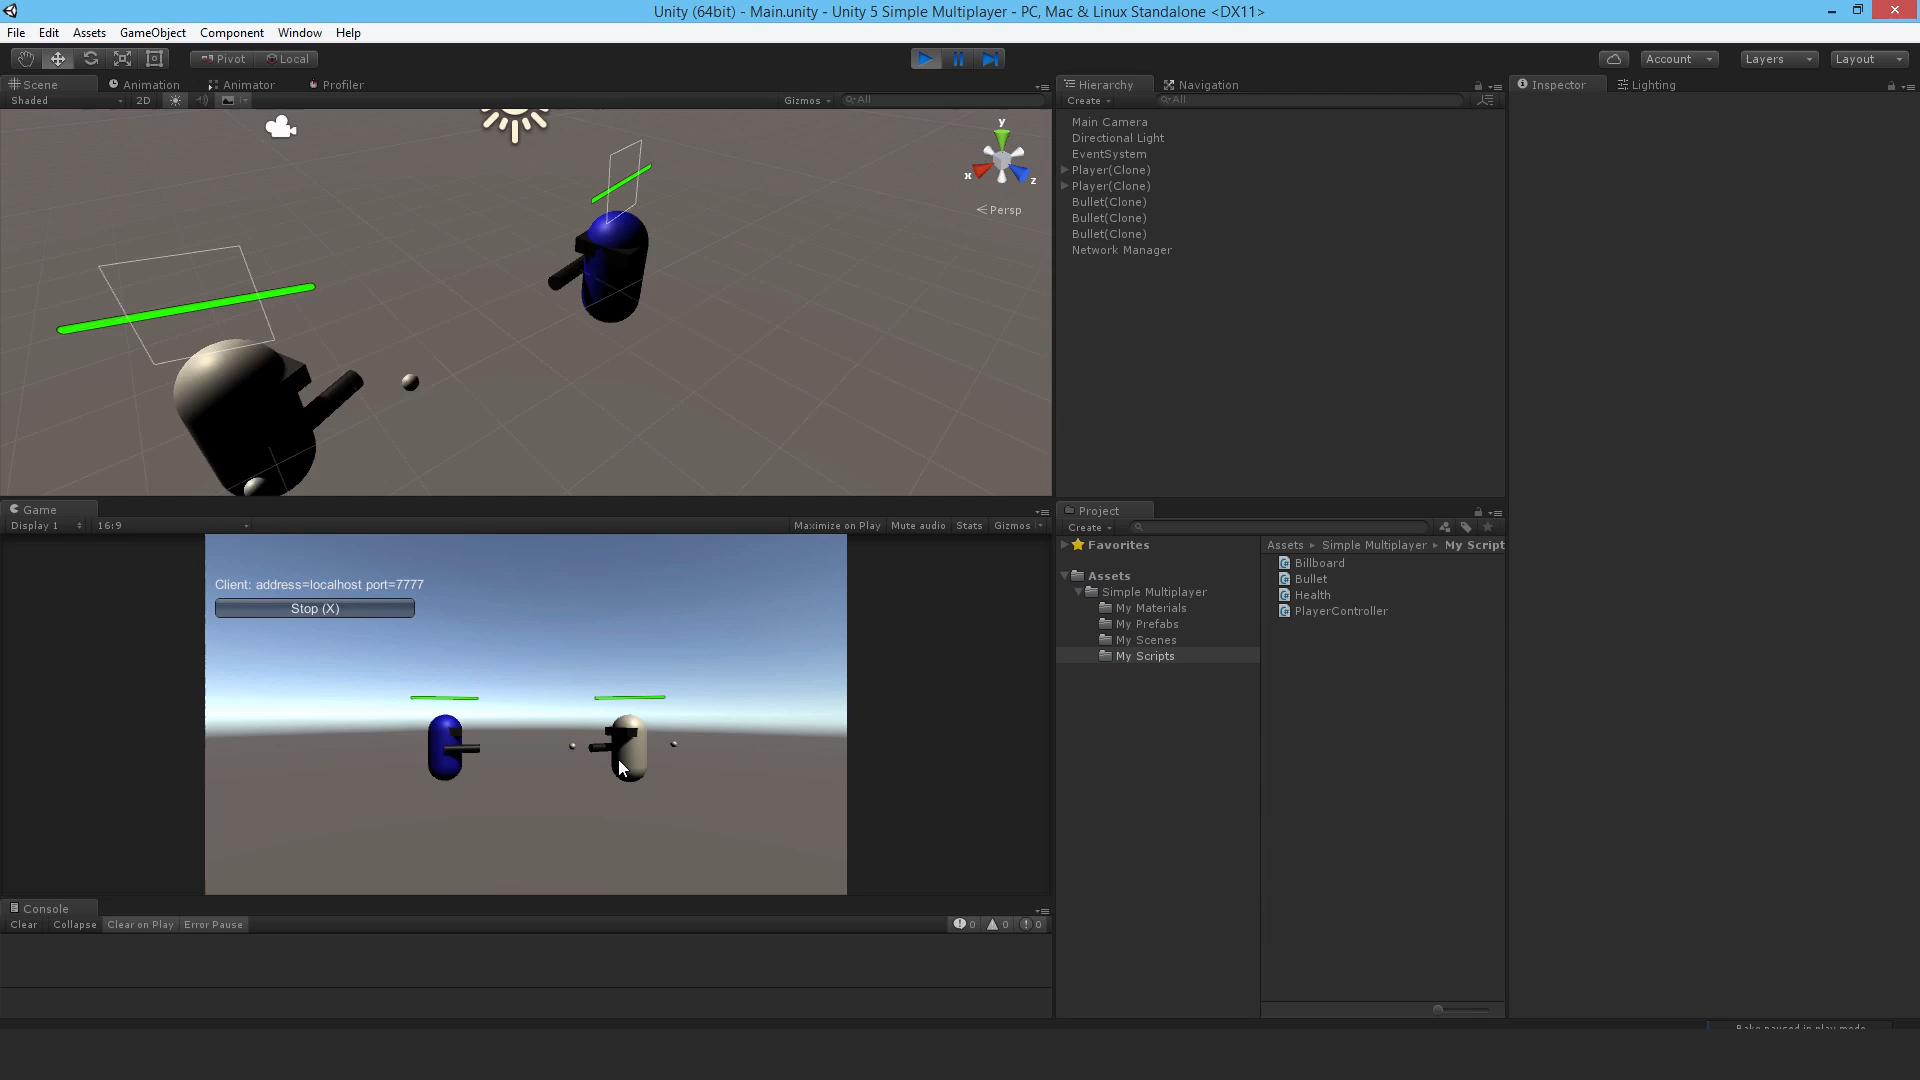 Unity (64bit) - Main.unity - Unity 5 Simple Multiplayer - PC, Mac & Linux Standalone <DX11>
File Edit Assets GameObject Component Window Help
Pivot Local Account Layers Layout
Scene Animation Animator Profiler
Shaded 2D Gizmos All
y
x
z
Persp
Hierarchy Navigation
Create All
Main Camera
Directional Light
EventSystem
Player(Clone)
Player(Clone)
Bullet(Clone)
Bullet(Clone)
Bullet(Clone)
Network Manager
Inspector Lighting
Game
Display 1 16:9 Maximize on Play Mute audio Stats Gizmos
Client: address=localhost port=7777
Stop (X)
Project
Create
Favorites
Assets
Simple Multiplayer
My Materials
My Prefabs
My Scenes
My Scripts
Assets Simple Multiplayer My Script
Billboard
Bullet
Health
PlayerController
Console
Clear Collapse Clear on Play Error Pause 0 0 0
Bake paused in play mode